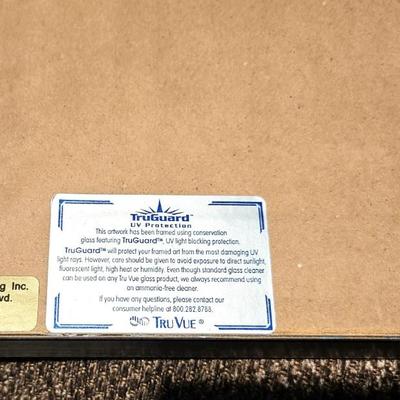 TruGuard™
UV Protection
This artwork has been framed using conservation
glass featuring TruGuard™, UV light blocking protection.
TruGuard™ will protect your framed art from the most damaging UV
light rays. However, care should be given to avoid exposure to direct sunlight,
fluorescent light, high heat or humidity. Even though standard glass cleaner
can be used on any Tru Vue glass product, we always recommend using
an ammonia-free cleaner.
If you have any questions, please contact our
consumer helpline at 800.282.8788.
TRU VUE ®
g Inc.
vd.